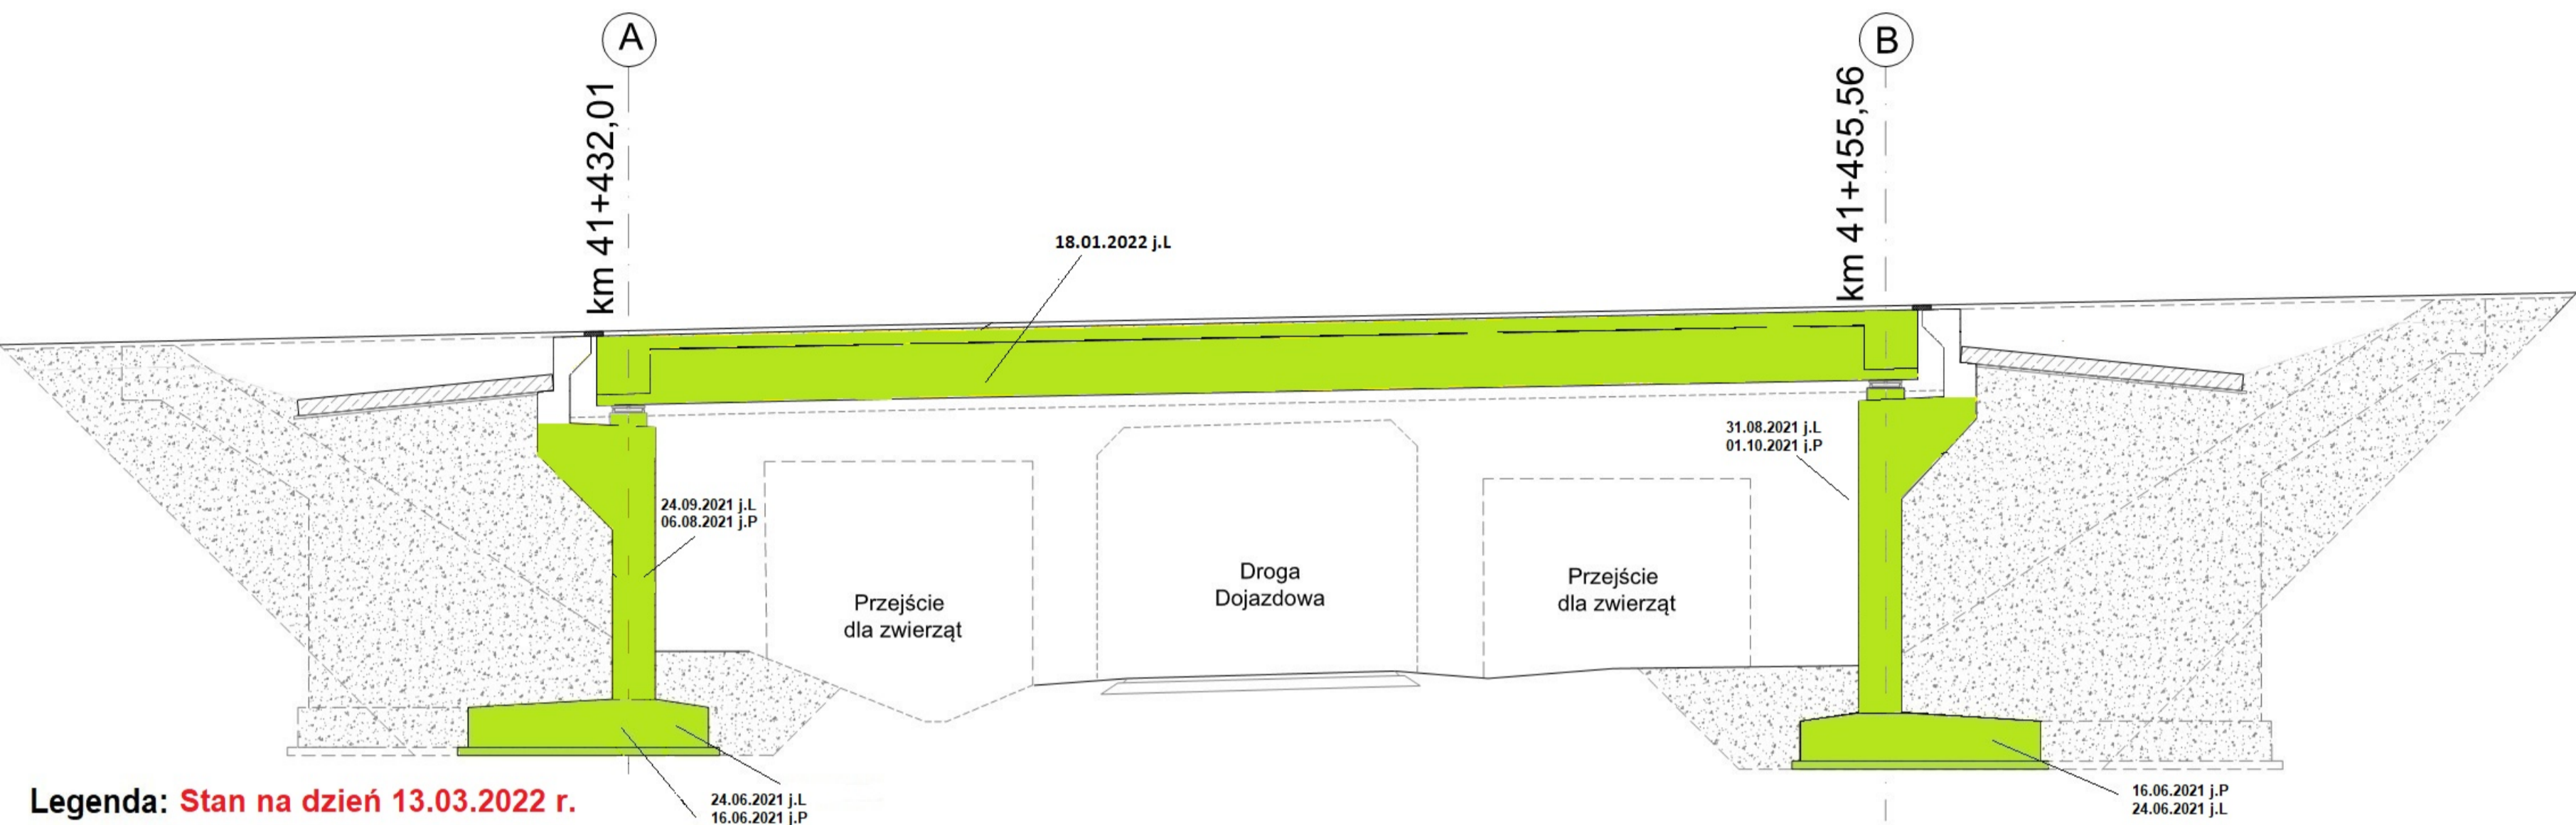 A
B
km 41+432,01
km 41+455,56
18.01.2022 j.L
31.08.2021 j.L
01.10.2021 j.P
24.09.2021 j.L
06.08.2021 j.P
Przejście
dla zwierząt
Droga
Dojazdowa
Przejście
dla zwierząt
Legenda: Stan na dzień 13.03.2022 r.
24.06.2021 j.L
16.06.2021 j.P
16.06.2021 j.P
24.06.2021 j.L